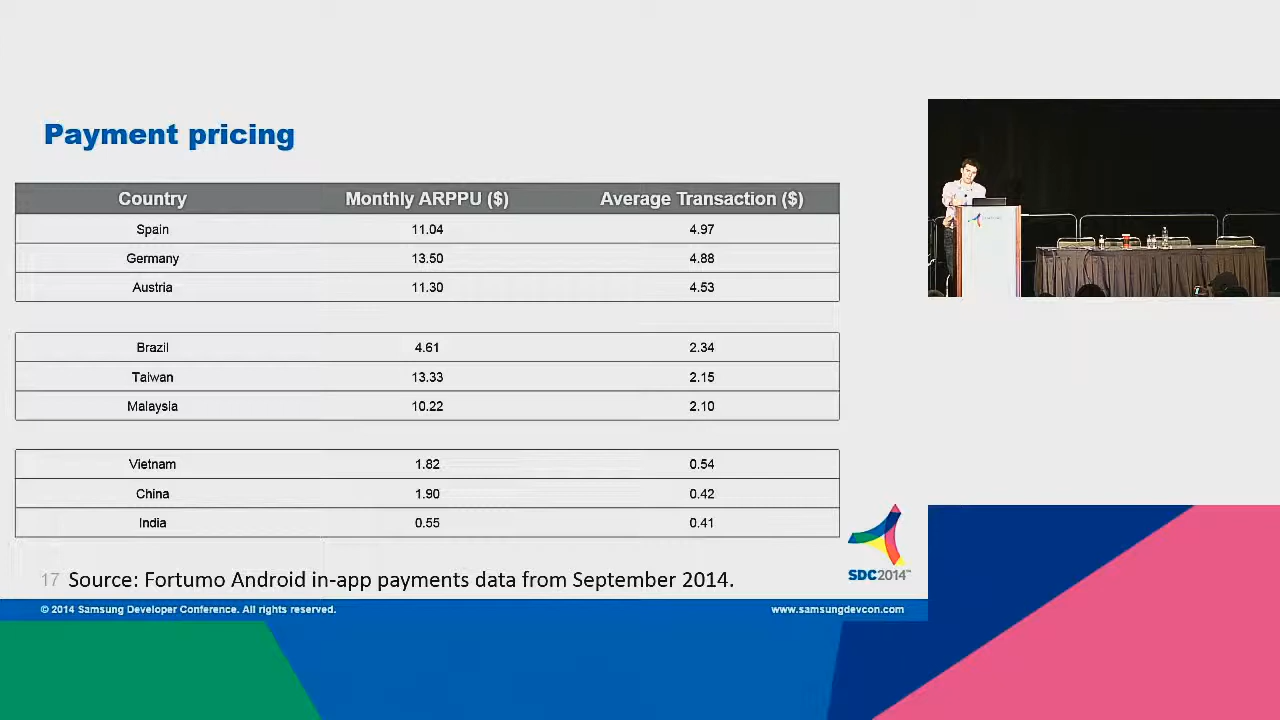 Payment pricing
Country Monthly ARPPU ($) Average Transaction ($)
Spain 11.04 4.97
Germany 13.50 4.88
Austria 11.30 4.53
Brazil 4.61 2.34
Taiwan 13.33 2.15
Malaysia 10.22 2.10
Vietnam 1.82 0.54
China 1.90 0.42
India 0.55 0.41
SDC2014™
17 Source: Fortumo Android in-app payments data from September 2014.
© 2014 Samsung Developer Conference. All rights reserved. www.samsungdevcon.com